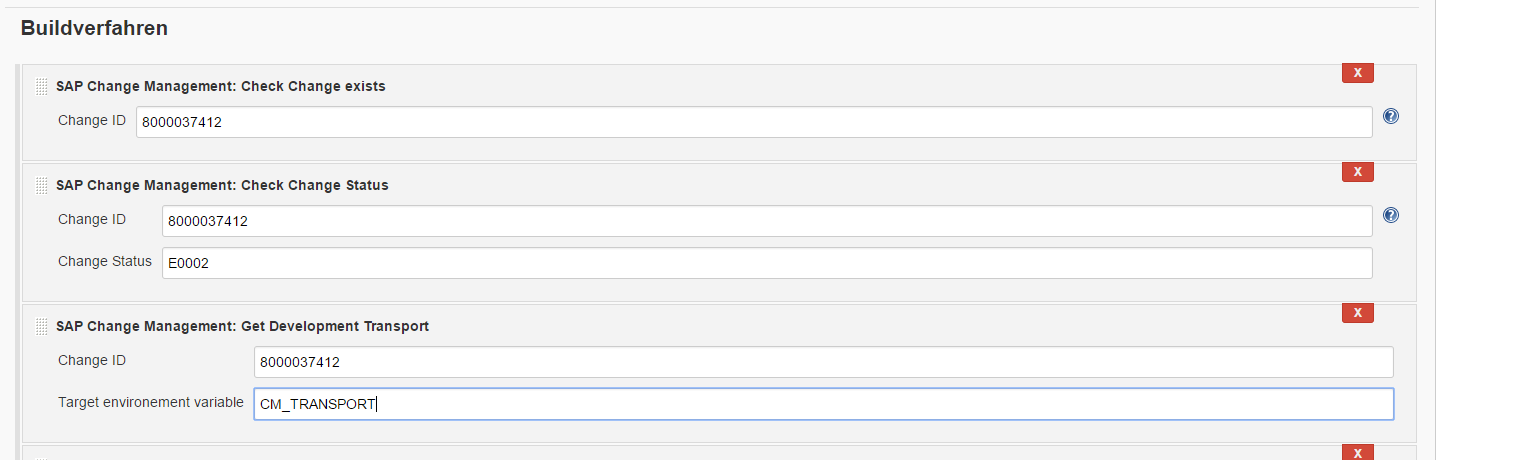 Buildverfahren
X
SAP Change Management: Check Change exists
Change ID 8000037412 ?
X
SAP Change Management: Check Change Status
Change ID 8000037412 ?
Change Status E0002
X
SAP Change Management: Get Development Transport
Change ID 8000037412
Target environement variable CM_TRANSPORT
X